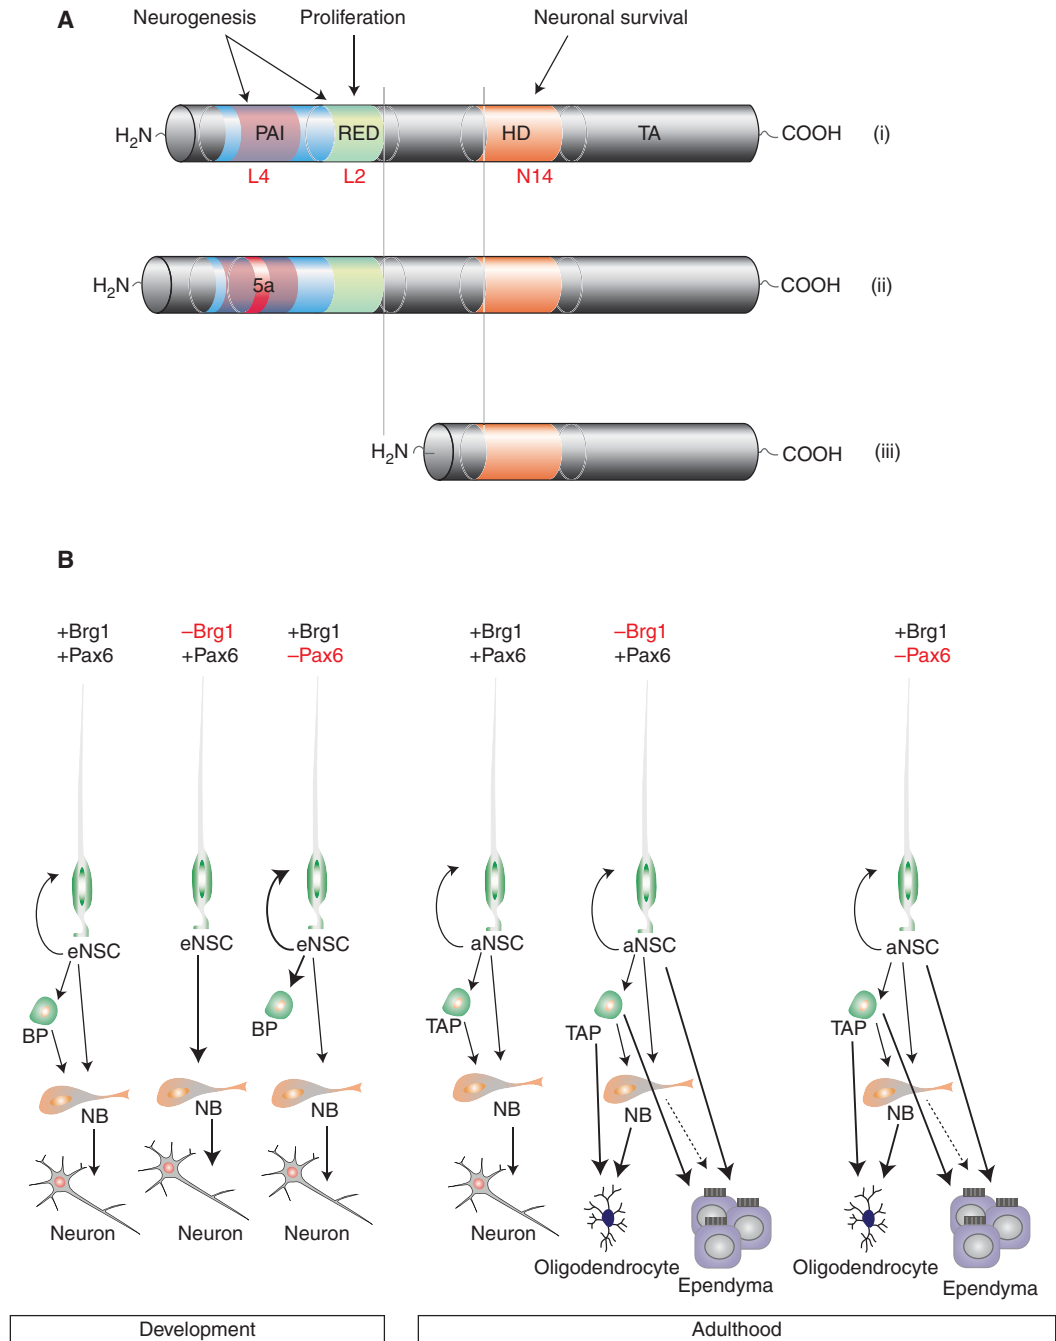 A
Neurogenesis Proliferation Neuronal survival
H2N PAI RED HD TA COOH (i)
L4 L2 N14
H2N 5a COOH (ii)
H2N COOH (iii)
B
+Brg1 –Brg1 +Brg1 +Brg1 –Brg1 +Brg1
+Pax6 +Pax6 –Pax6 +Pax6 +Pax6 –Pax6
eNSC eNSC eNSC aNSC aNSC aNSC
BP BP TAP TAP TAP
NB NB NB NB NB NB
Neuron Neuron Neuron Neuron Oligodendrocyte Ependyma Oligodendrocyte Ependyma
Development Adulthood